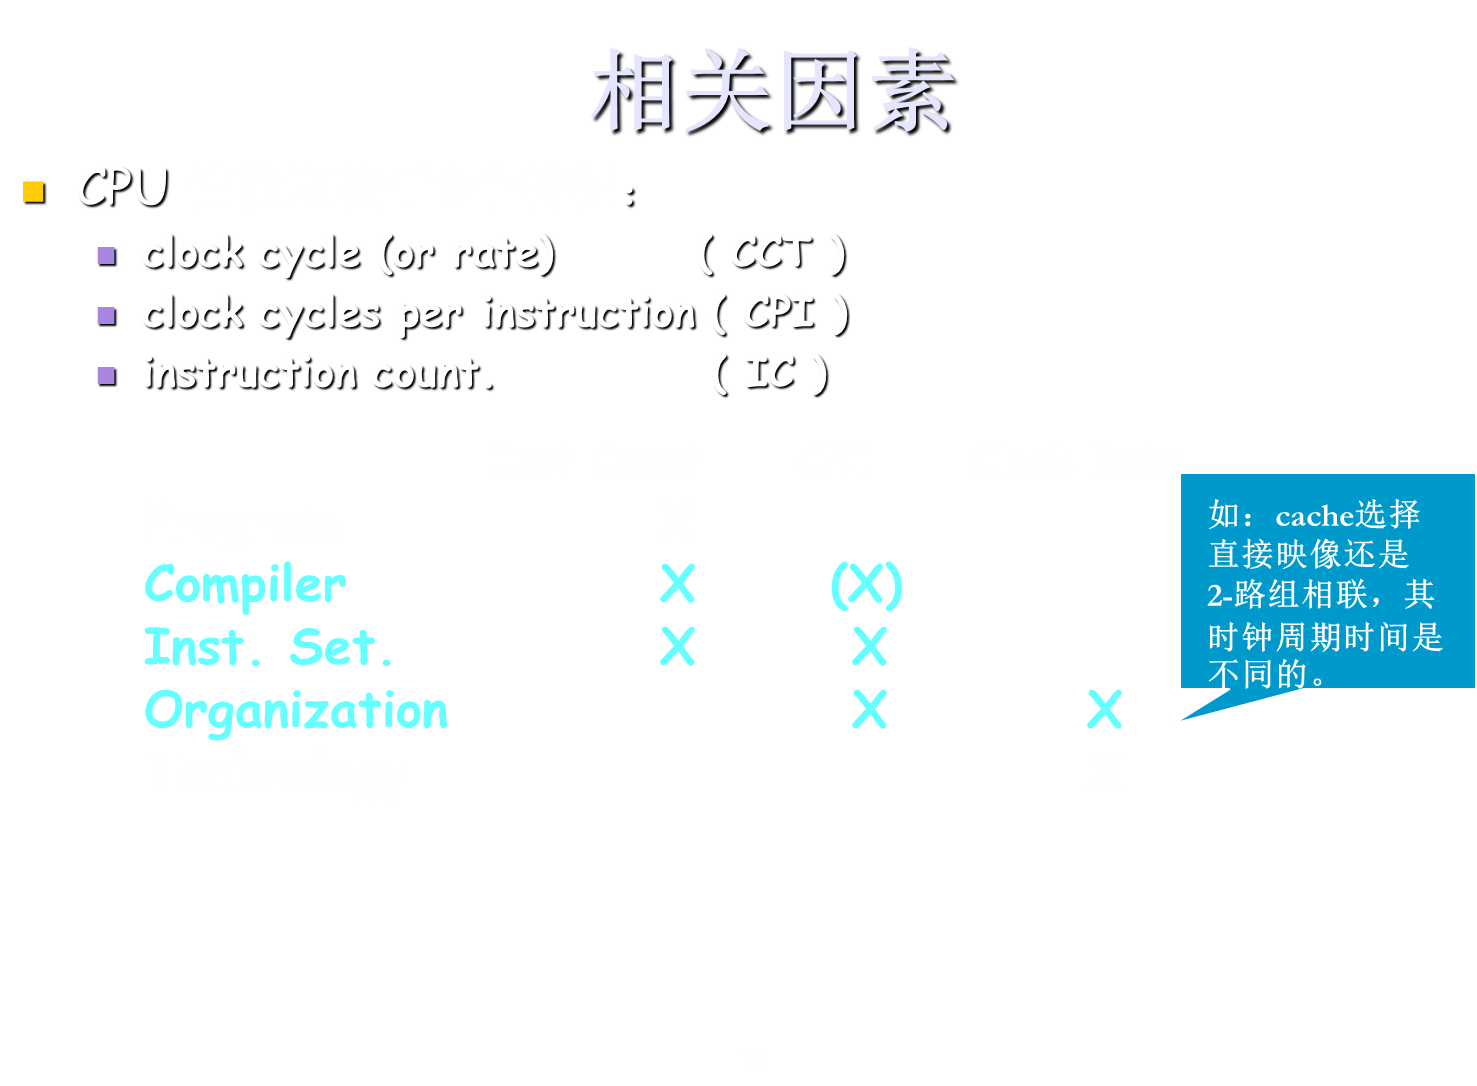 相关因素
CPU :
clock cycle (or rate) ( CCT )
clock cycles per instruction ( CPI )
instruction count. ( IC )
Compiler X (X)
Inst. Set. X X
Organization X X
如：cache选择
直接映像还是
2-路组相联，其
时钟周期时间是
不同的。